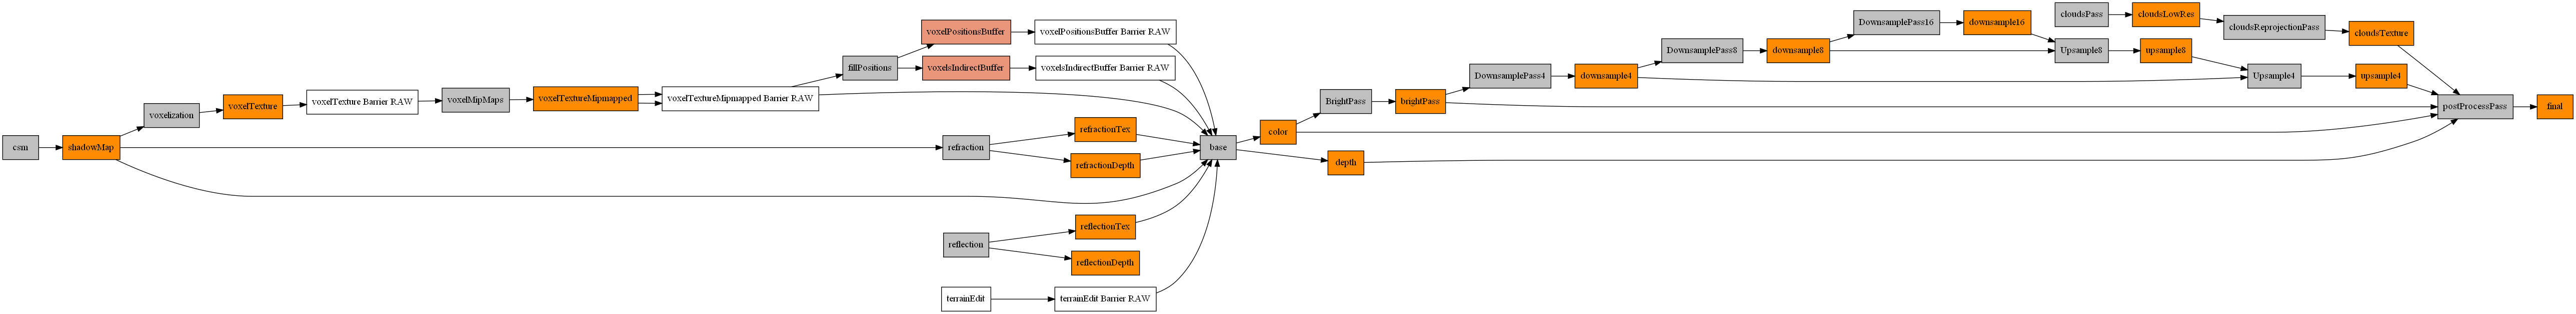 csm
shadowMap
voxelization
voxelTexture
voxelTexture Barrier RAW
voxelMipMaps
voxelTextureMipmapped
voxelTextureMipmapped Barrier RAW
fillPositions
voxelPositionsBuffer
voxelPositionsBuffer Barrier RAW
voxelsIndirectBuffer
voxelsIndirectBuffer Barrier RAW
refraction
refractionTex
refractionDepth
reflection
reflectionTex
reflectionDepth
terrainEdit
terrainEdit Barrier RAW
base
color
depth
BrightPass
brightPass
DownsamplePass4
downsample4
DownsamplePass8
downsample8
DownsamplePass16
downsample16
Upsample8
upsample8
Upsample4
upsample4
cloudsPass
cloudsLowRes
cloudsReprojectionPass
cloudsTexture
postProcessPass
final